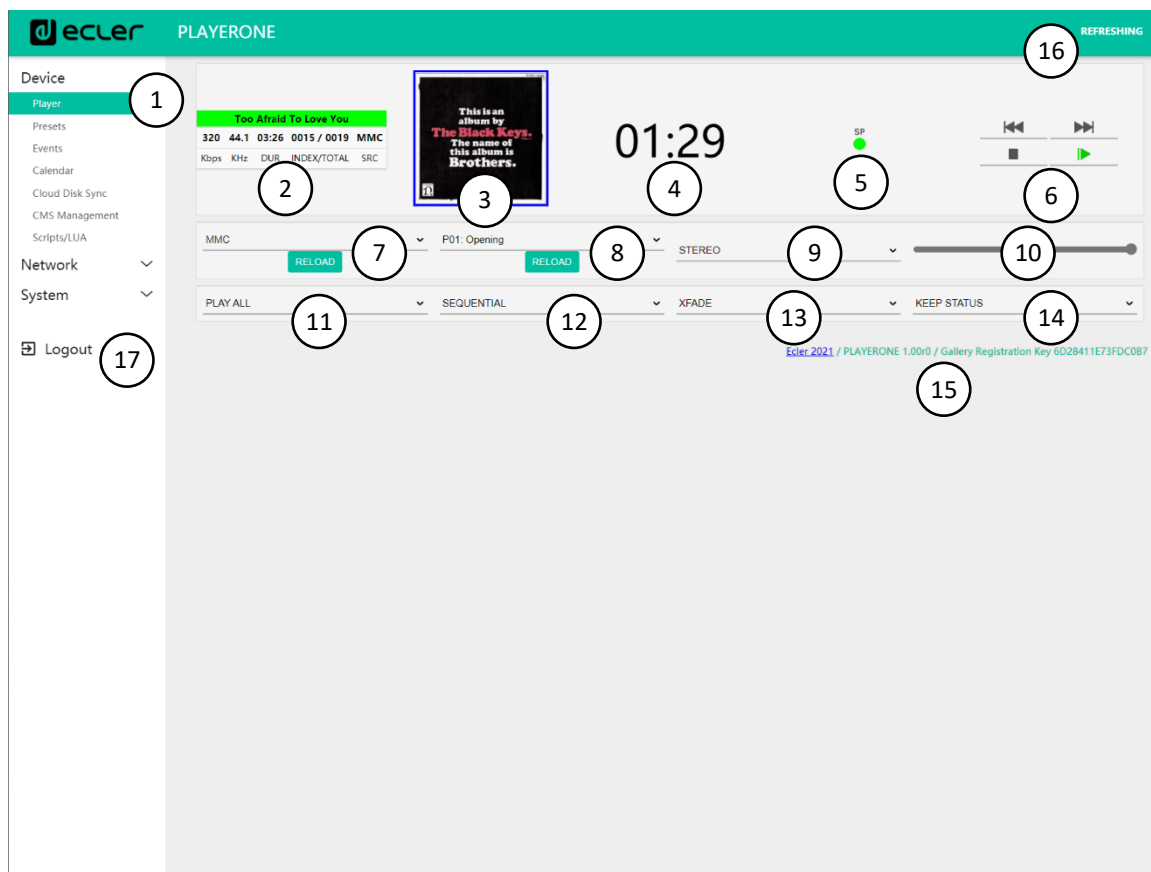 ecler
PLAYERONE
REFRESHING
16
Device
Player
1
Presets
Events
Calendar
Cloud Disk Sync
CMS Management
Scripts/LUA
Network
System
Logout
17
Too Afraid To Love You
320 44.1 03:26 0015 / 0019 MMC
Kbps KHz DUR INDEX/TOTAL SRC
2
This is an
album by
The Black Keys.
The name of
this album is
Brothers.
3
01:29
4
SP
5
6
MMC
RELOAD
7
P01: Opening
RELOAD
8
STEREO
9
10
PLAY ALL
11
SEQUENTIAL
12
XFADE
13
KEEP STATUS
14
Ecler 2021 / PLAYERONE 1.00r0 / Gallery Registration Key 6D28411E73FDC0B7
15